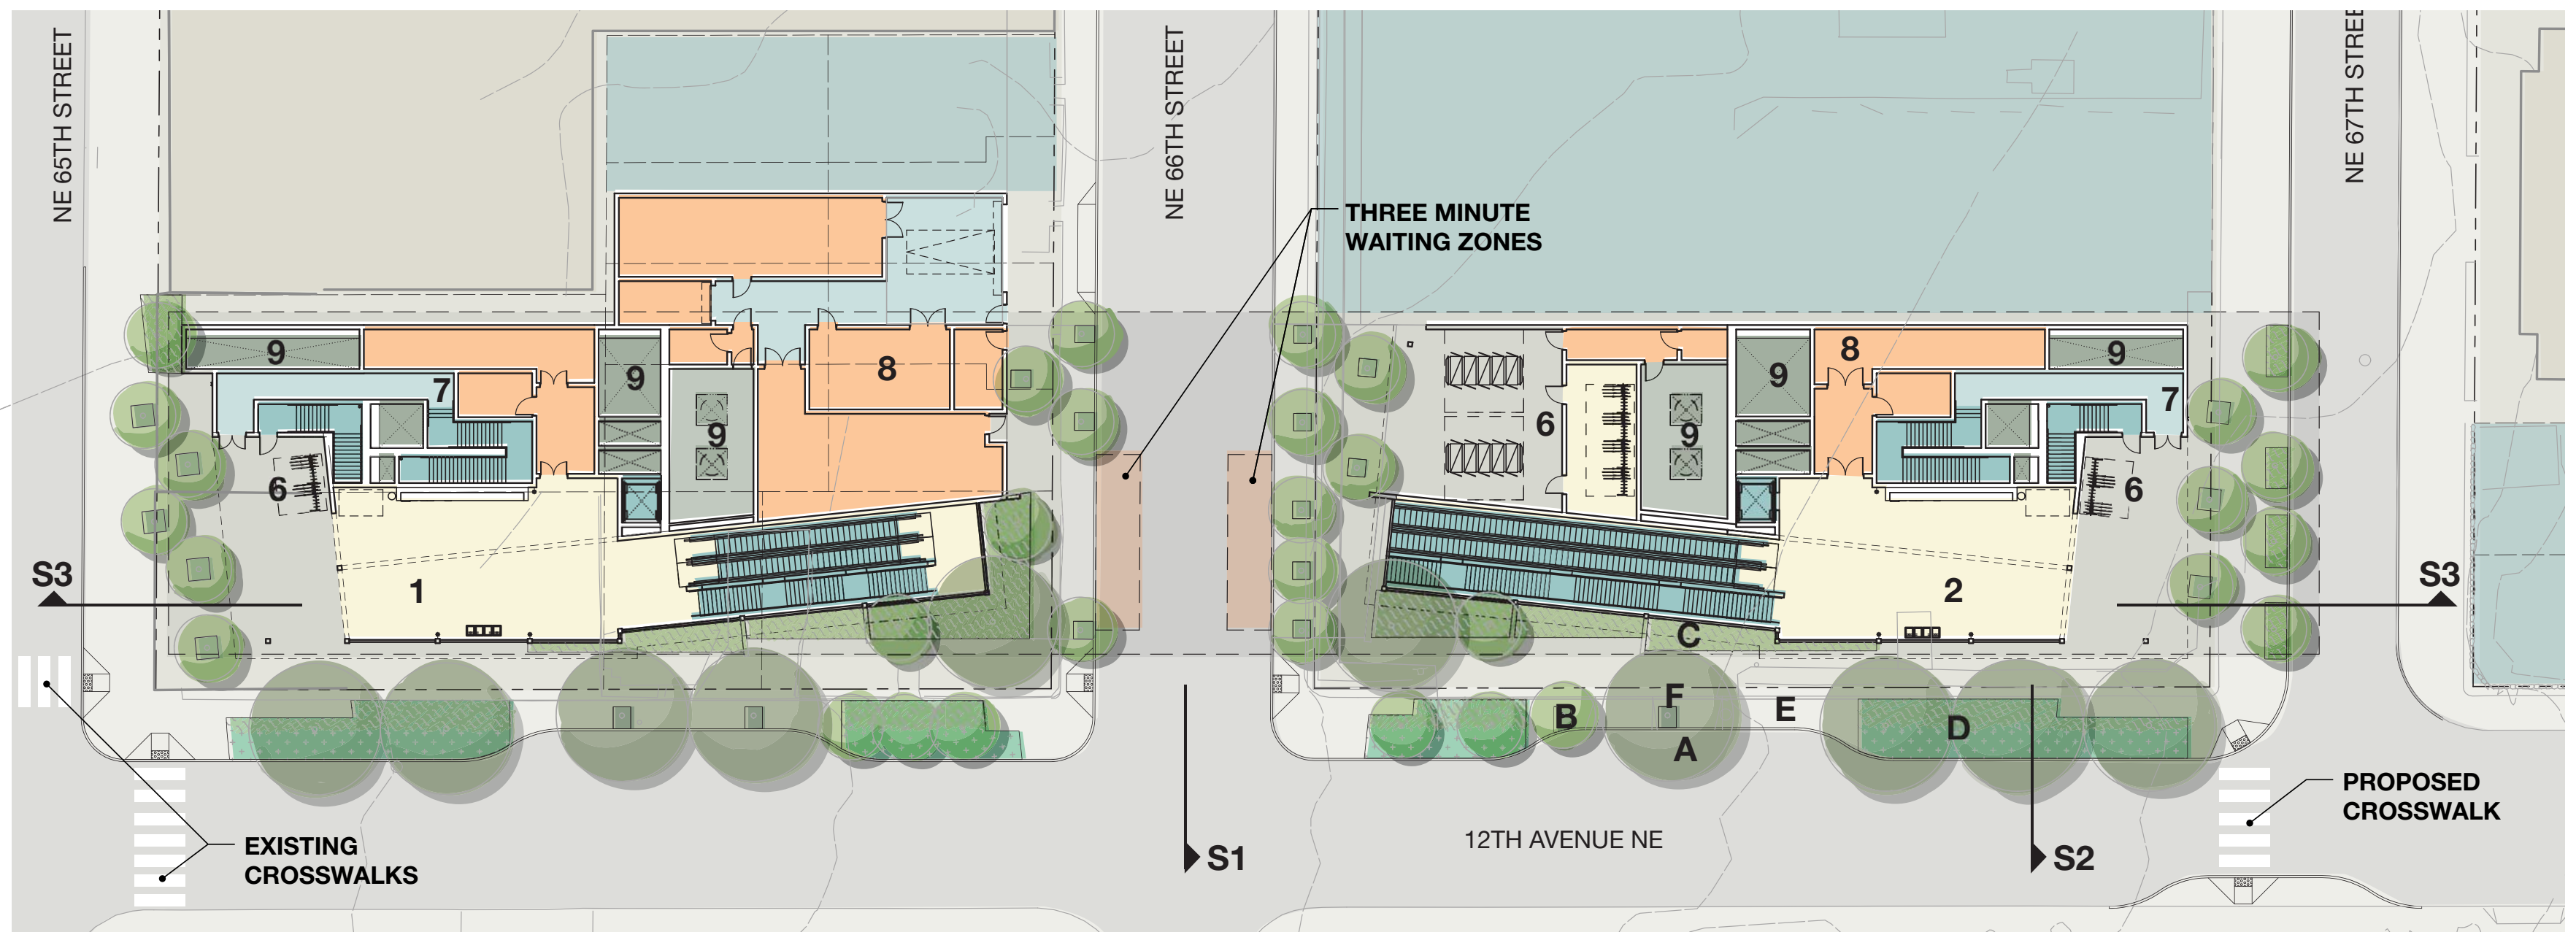 NE 65TH STREET
NE 66TH STREET
NE 67TH STREET
THREE MINUTE
WAITING ZONES
9
7
9
9
8
6
1
6
9
9
8
9
7
6
2
S3
S3
C
B
F
E
A
D
S1
12TH AVENUE NE
S2
EXISTING
CROSSWALKS
PROPOSED
CROSSWALK